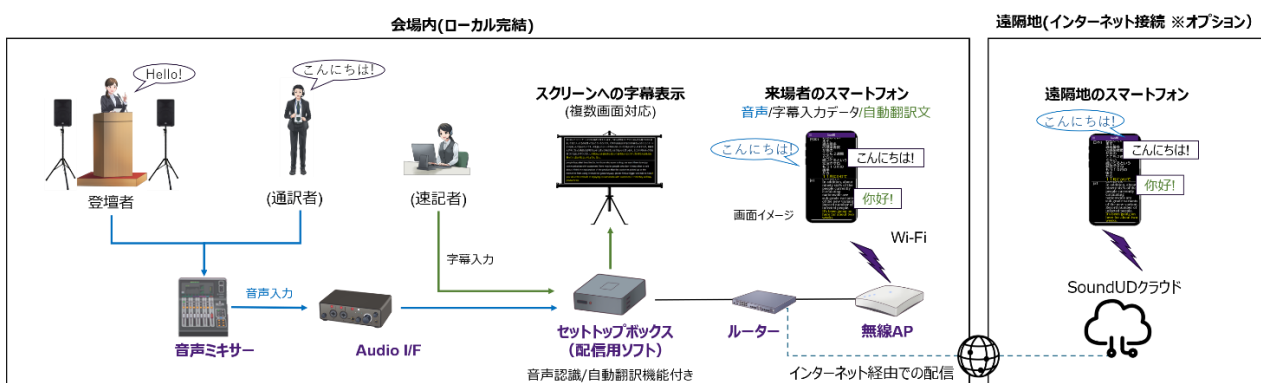 会場内(ローカル完結)
遠隔地(インターネット接続 ※オプション)
Hello!
こんにちは!
スクリーンへの字幕表示
(複数画面対応)
来場者のスマートフォン
音声/字幕入力データ/自動翻訳文
こんにちは!
こんにちは!
你好!
画面イメージ
遠隔地のスマートフォン
こんにちは!
こんにちは!
你好!
登壇者
(通訳者)
(速記者)
Wi-Fi
SoundUDクラウド
字幕入力
音声入力
音声ミキサー
Audio I/F
セットトップボックス
(配信用ソフト)
音声認識/自動翻訳機能付き
ルーター
無線AP
インターネット経由での配信